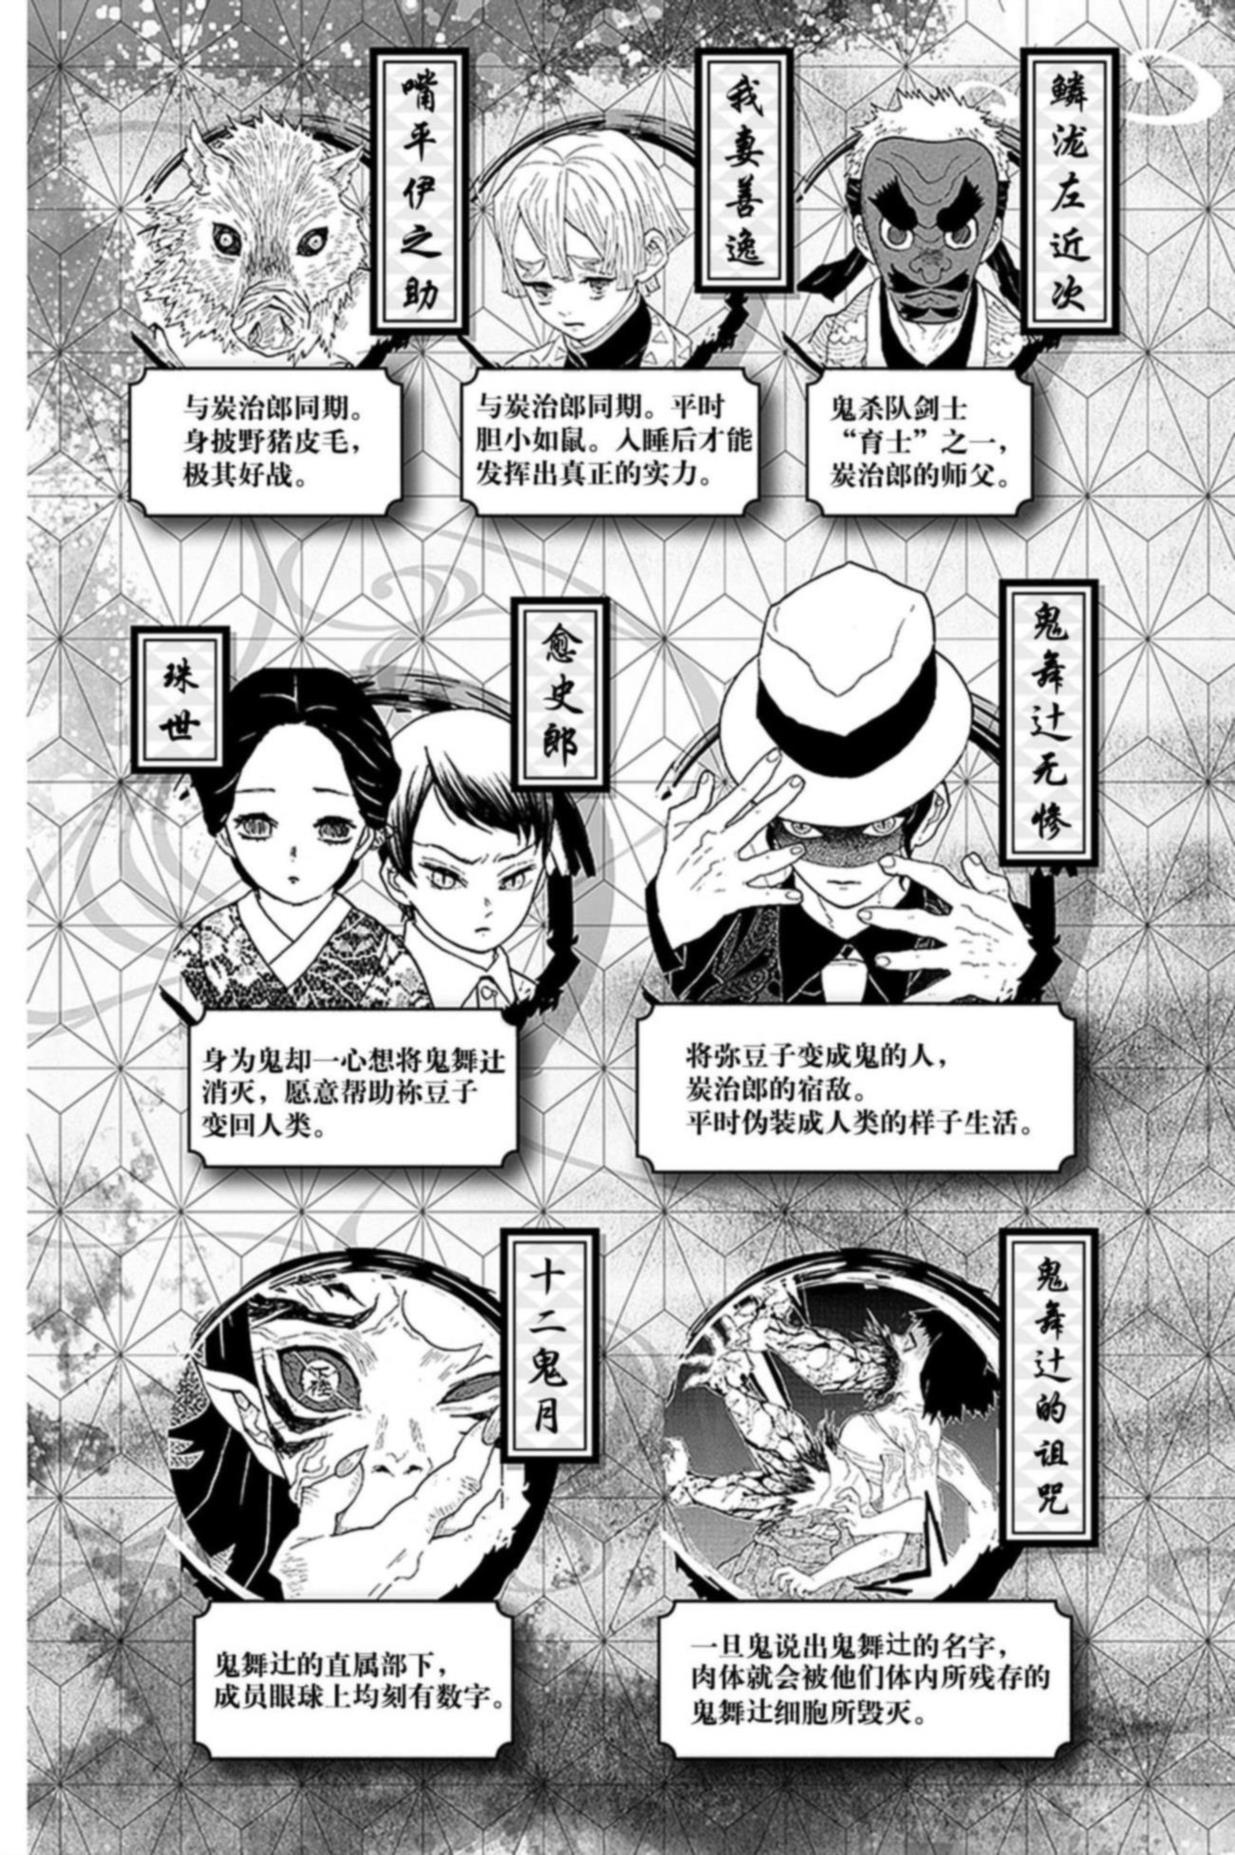 鳞泷左近次
鬼杀队剑士
“育士”之一，
炭治郎的师父。
我妻善逸
与炭治郎同期。平时
胆小如鼠。入睡后才能
发挥出真正的实力。
嘴平伊之助
与炭治郎同期。
身披野猪皮毛，
极其好战。
鬼舞辻无惨
将弥豆子变成鬼的人，
炭治郎的宿敌。
平时伪装成人类的样子生活。
愈史郎
珠世
身为鬼却一心想将鬼舞辻
消灭，愿意帮助祢豆子
变回人类。
鬼舞辻的诅咒
一旦鬼说出鬼舞辻的名字，
肉体就会被他们体内所残存的
鬼舞辻细胞所毁灭。
十二鬼月
下陸
鬼舞辻的直属部下，
成员眼球上均刻有数字。